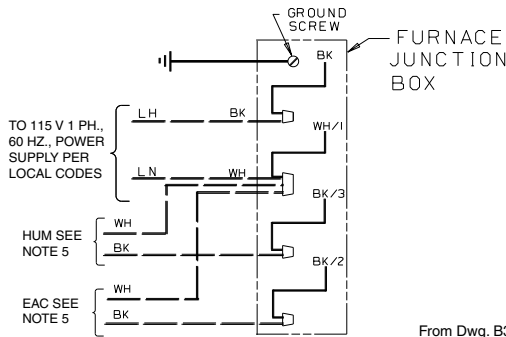 GROUND
SCREW
FURNACE
JUNCTION
BOX
BK
LH BK
TO 115 V 1 PH.,
60 HZ., POWER
SUPPLY PER
LOCAL CODES
WH/1
LN WH
BK/3
WH
HUM SEE
NOTE 5
BK
BK/2
WH
EAC SEE
NOTE 5
BK
From Dwg. B3